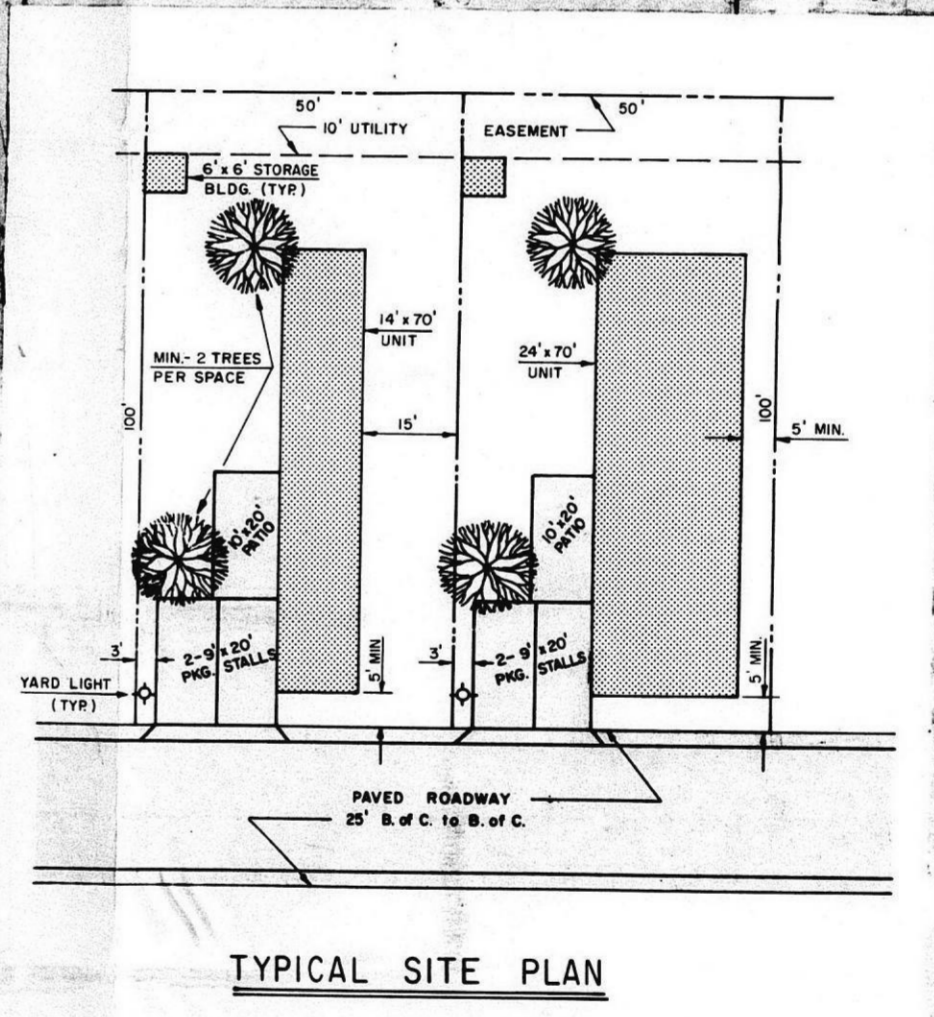 50'
50'
10' UTILITY
EASEMENT
6' x 6' STORAGE
BLDG. (TYP.)
14' x 70'
UNIT
MIN.- 2 TREES
PER SPACE
24' x 70'
UNIT
100'
15'
100'
5' MIN.
10' x 20'
PATIO
10' x 20'
PATIO
3'
2-9' x 20'
PKG. STALLS
5' MIN
3'
2-9' x 20'
PKG. STALLS
5' MIN.
YARD LIGHT
(TYP.)
PAVED ROADWAY
25' B. of C. to B. of C.
TYPICAL SITE PLAN